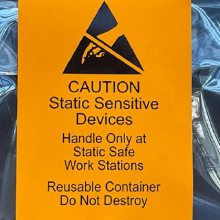 CAUTION
Static Sensitive
Devices
Handle Only at
Static Safe
Work Stations
Reusable Container
Do Not Destroy